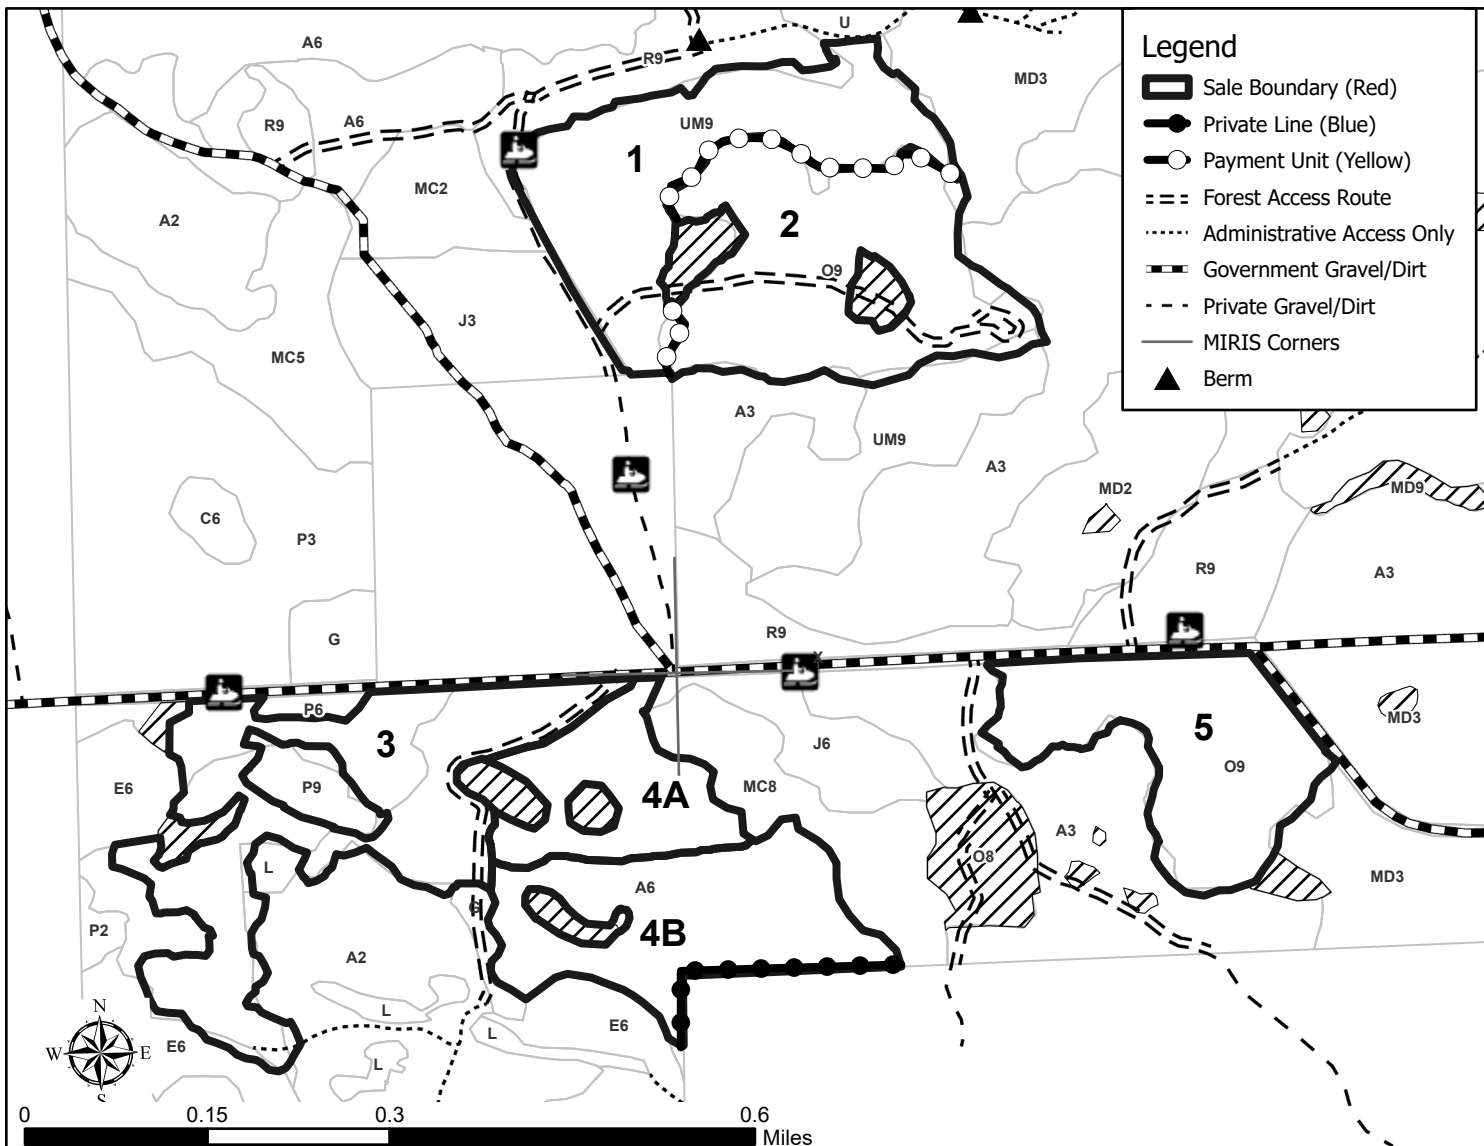 U
A6
R9
MD3
Legend
Sale Boundary (Red)
Private Line (Blue)
Payment Unit (Yellow)
Forest Access Route
Administrative Access Only
Government Gravel/Dirt
Private Gravel/Dirt
MIRIS Corners
Berm
R9
A6
UM9
1
MC2
A2
2
O9
J3
MC5
A3
UM9
A3
MD2
MD9
C6
P3
R9
A3
G
R9
P6
3
J6
5
MD3
O9
E6
P9
4A
MC8
A3
O8
L
A6
MD3
G
P2
4B
A2
L
L
E6
E6
L
N
W
E
S
0
0.15
0.3
0.6
Miles